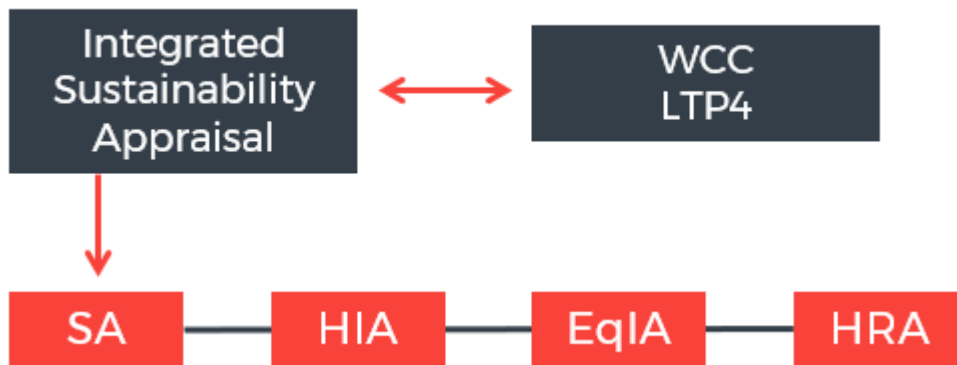 Integrated
Sustainability
Appraisal
WCC
LTP4
SA
HIA
EqIA
HRA